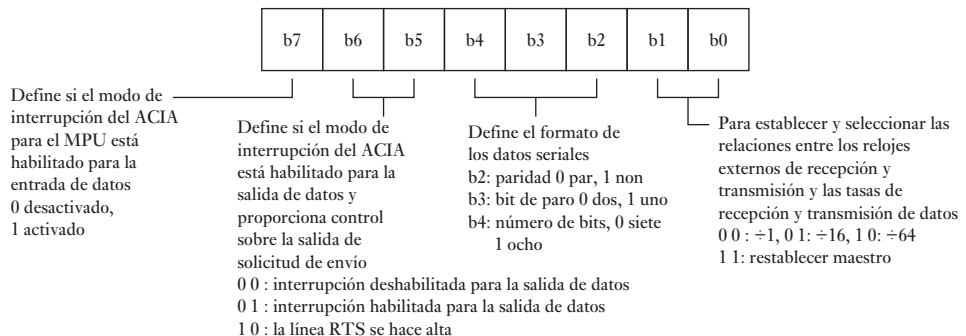 b7 b6 b5 b4 b3 b2 b1 b0
Define si el modo de
interrupción del ACIA
para el MPU está
habilitado para la
entrada de datos
0 desactivado,
1 activado
Define si el modo de
interrupción del ACIA
está habilitado para la
salida de datos y
proporciona control
sobre la salida de
solicitud de envío
0 0 : interrupción deshabilitada para la salida de datos
0 1 : interrupción habilitada para la salida de datos
1 0 : la línea RTS se hace alta
Define el formato de
los datos seriales
b2: paridad 0 par, 1 non
b3: bit de paro 0 dos, 1 uno
b4: número de bits, 0 siete
1 ocho
Para establecer y seleccionar las
relaciones entre los relojes
externos de recepción y
transmisión y las tasas de
recepción y transmisión de datos
0 0 : ÷1, 0 1: ÷16, 1 0: ÷64
1 1: restablecer maestro